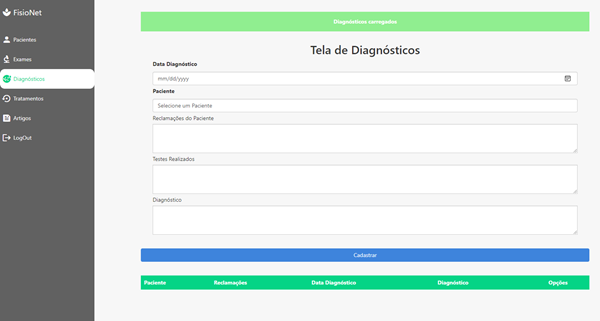 FisioNet
Pacientes
Exames
Diagnósticos
Tratamentos
Artigos
LogOut
Diagnósticos carregados
Tela de Diagnósticos
Data Diagnóstico
mm/dd/yyyy
Paciente
Selecione um Paciente
Reclamações do Paciente
Testes Realizados
Diagnóstico
Cadastrar
Paciente Reclamações Data Diagnóstico Diagnóstico Opções